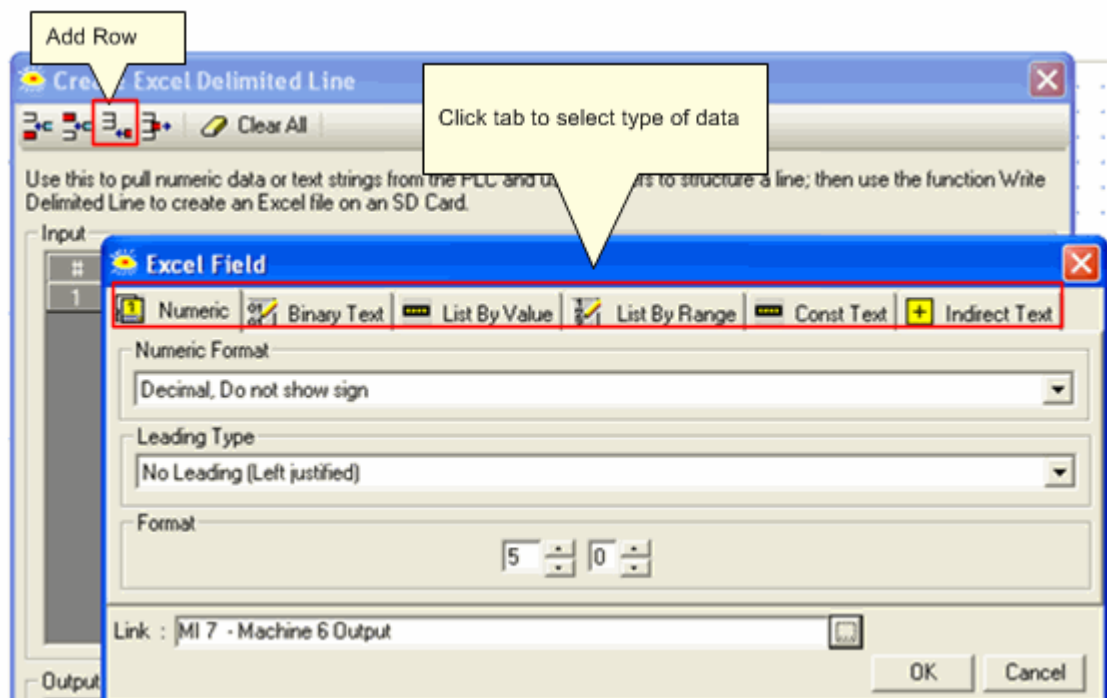 Add Row
Create Excel Delimited Line
Click tab to select type of data
Clear All
Use this to pull numeric data or text strings from the PLC and u rs to structure a line; then use the function Write
Delimited Line to create an Excel file on an SD Card.
Input
#
1
Excel Field
Numeric Binary Text List By Value List By Range Const Text Indirect Text
Numeric Format
Decimal, Do not show sign
Leading Type
No Leading (Left justified)
Format
5 0
Link : MI 7 - Machine 6 Output
OK Cancel
Output